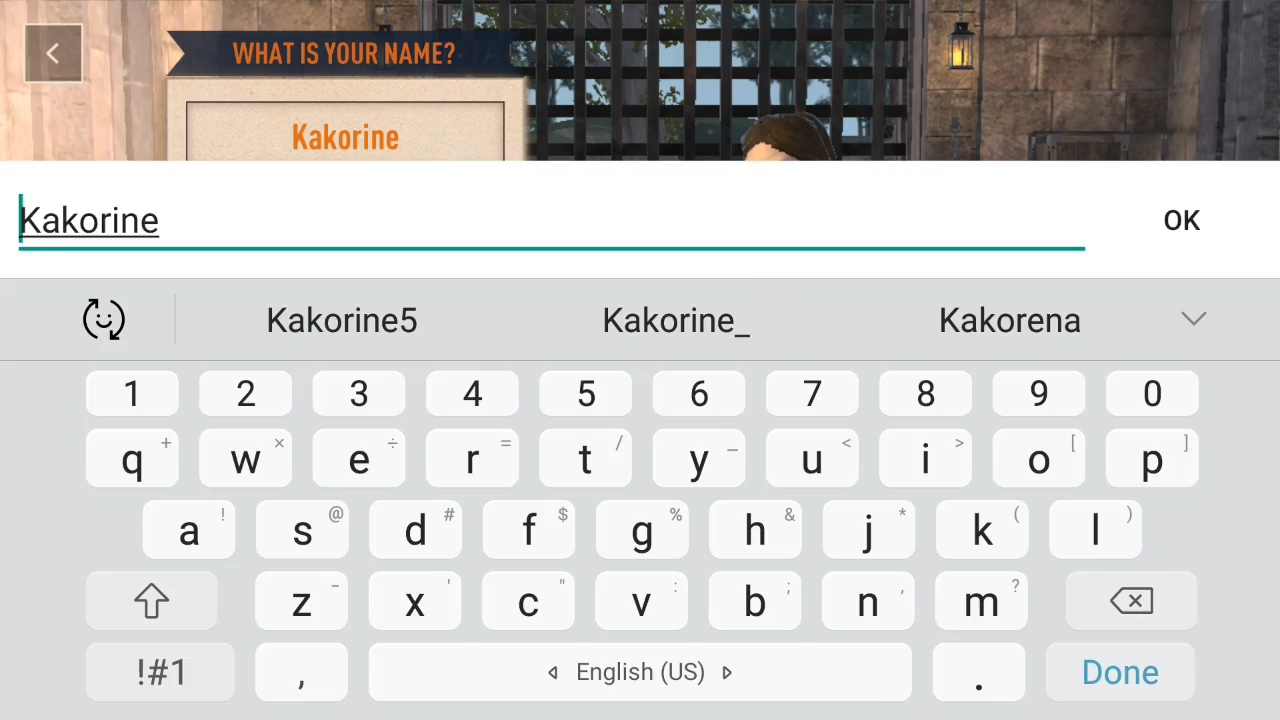 WHAT IS YOUR NAME?
Kakorine
Kakorine OK
Kakorine5 Kakorine_ Kakorena
1 2 3 4 5 6 7 8 9 0
q + w × e ÷ r = t / y _ u < i > o [ p ]
a ! s @ d # f $ g % h & j * k ( l )
z - x ' c " v : b ; n , m ?
!#1 , English (US) . Done